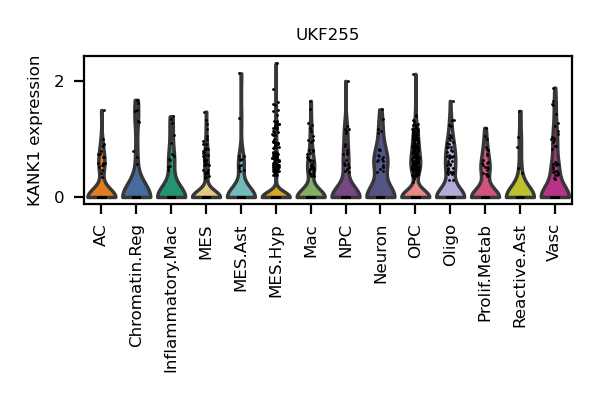 UKF255
KANK1 expression
2
0
AC
Chromatin.Reg
Inflammatory.Mac
MES
MES.Ast
MES.Hyp
Mac
NPC
Neuron
OPC
Oligo
Prolif.Metab
Reactive.Ast
Vasc